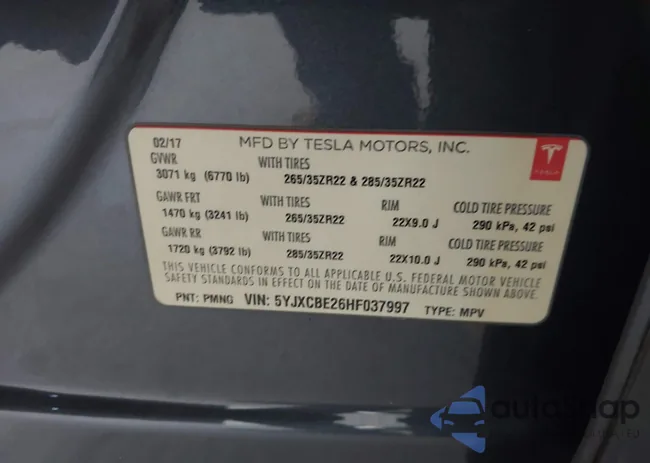 02/17 MFD BY TESLA MOTORS, INC.
GVWR WITH TIRES
3071 kg (6770 lb) 265/35ZR22 & 285/35ZR22
TESLA
GAWR FRT WITH TIRES RIM COLD TIRE PRESSURE
1470 kg (3241 lb) 265/35ZR22 22X9.0 J 290 kPa, 42 psi
GAWR RR WITH TIRES RIM COLD TIRE PRESSURE
1720 kg (3792 lb) 285/35ZR22 22X10.0 J 290 kPa, 42 psi
THIS VEHICLE CONFORMS TO ALL APPLICABLE U.S. FEDERAL MOTOR VEHICLE
SAFETY STANDARDS IN EFFECT ON THE DATE OF MANUFACTURE SHOWN ABOVE.
PNT: PMNG VIN: 5YJXCBE26HF037997 TYPE: MPV